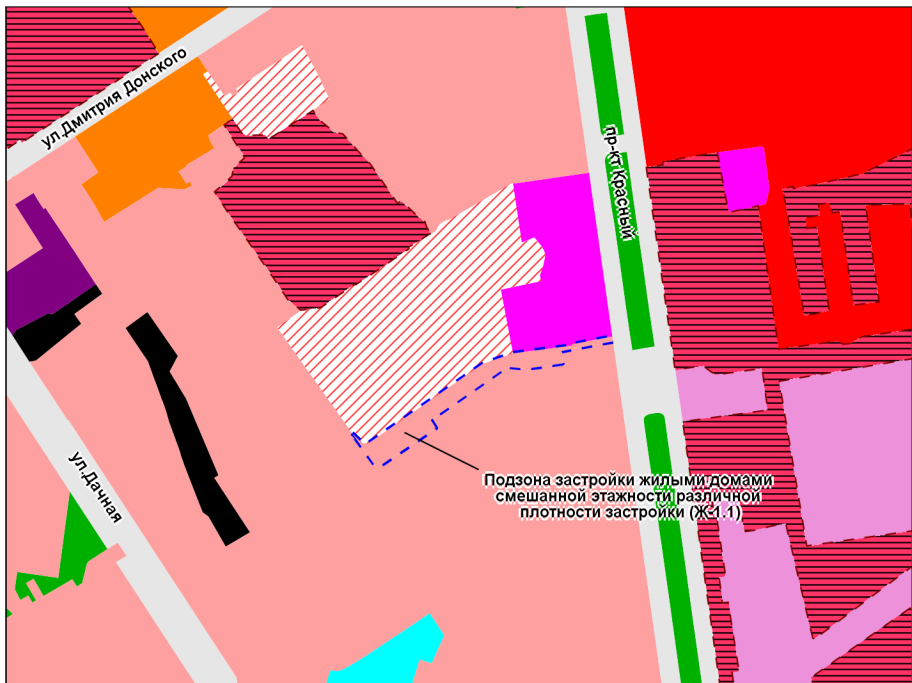 ул.Дмитрия Донского
пр-кт Красный
ул.Дачная
Подзона застройки жилыми домами
смешанной этажности различной
плотности застройки (Ж-1.1)